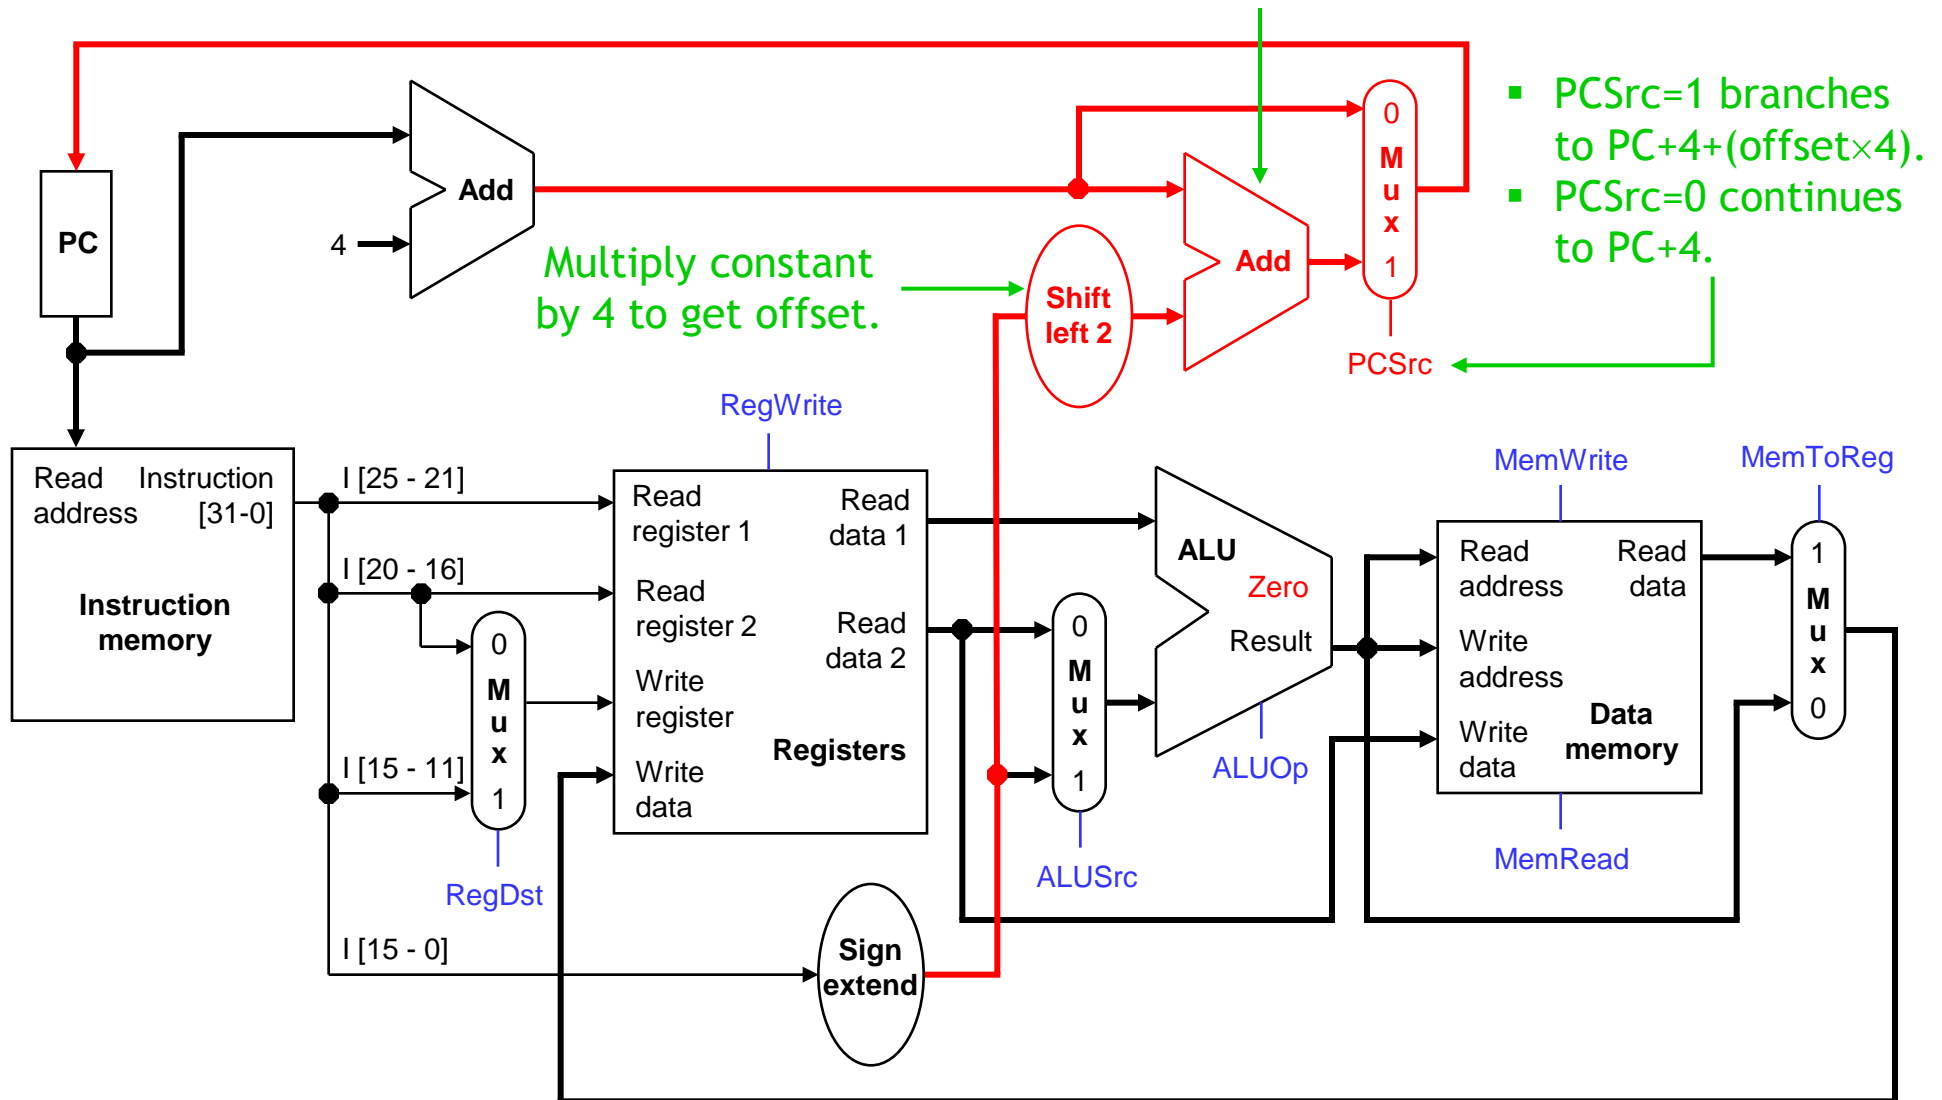 ▪ PCSrc=1 branches
to PC+4+(offset×4).
▪ PCSrc=0 continues
to PC+4.
0
M
u
x
1
Add
PC
4
Multiply constant
by 4 to get offset.
Add
Shift
left 2
PCSrc
RegWrite
MemWrite
MemToReg
Read
address
Instruction
[31-0]
Instruction
memory
I [25 - 21]
I [20 - 16]
I [15 - 11]
I [15 - 0]
0
M
u
x
1
RegDst
Read
register 1
Read
data 1
Read
register 2
Read
data 2
Write
register
Registers
Write
data
Sign
extend
0
M
u
x
1
ALUSrc
ALU
Zero
Result
ALUOp
Read
address
Read
data
Write
address
Data
memory
Write
data
MemRead
1
M
u
x
0